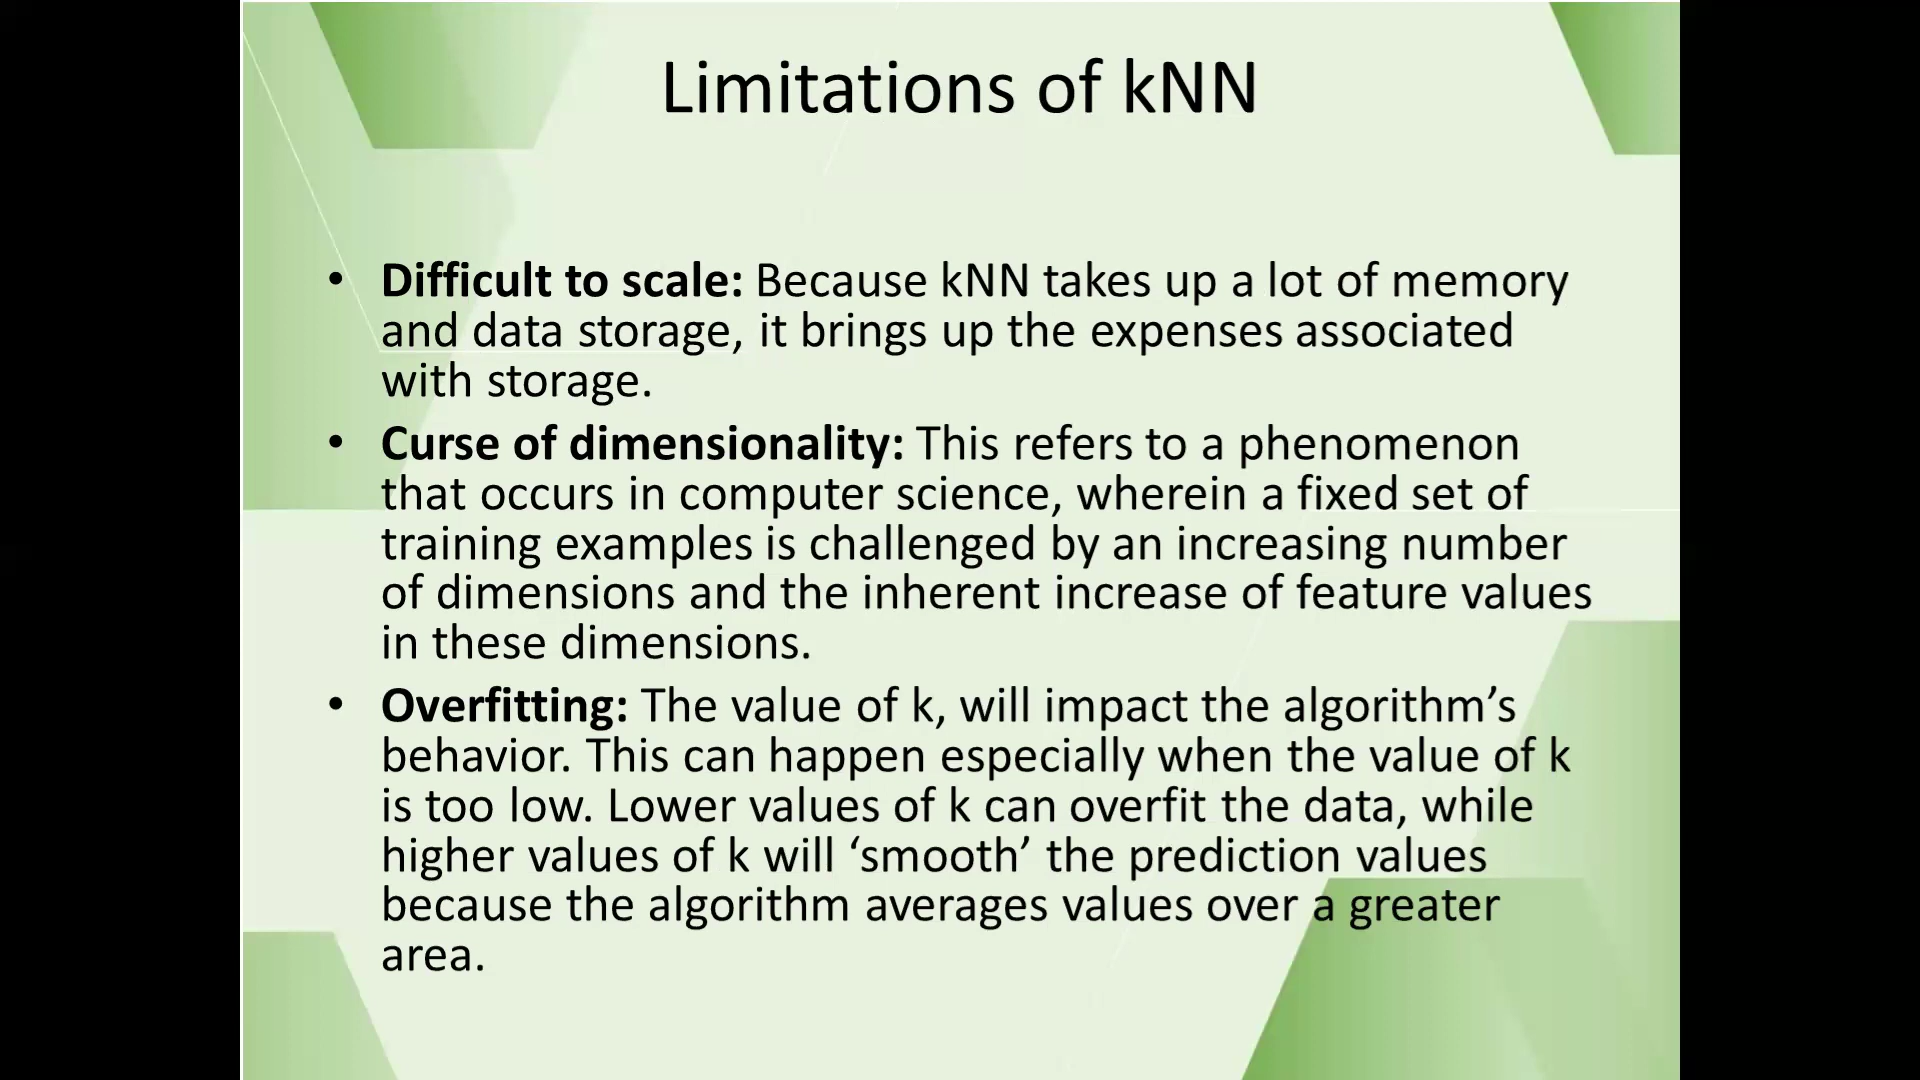 Limitations of kNN
• Difficult to scale: Because kNN takes up a lot of memory
and data storage, it brings up the expenses associated
with storage.
• Curse of dimensionality: This refers to a phenomenon
that occurs in computer science, wherein a fixed set of
training examples is challenged by an increasing number
of dimensions and the inherent increase of feature values
in these dimensions.
• Overfitting: The value of k, will impact the algorithm’s
behavior. This can happen especially when the value of k
is too low. Lower values of k can overfit the data, while
higher values of k will ‘smooth’ the prediction values
because the algorithm averages values over a greater
area.